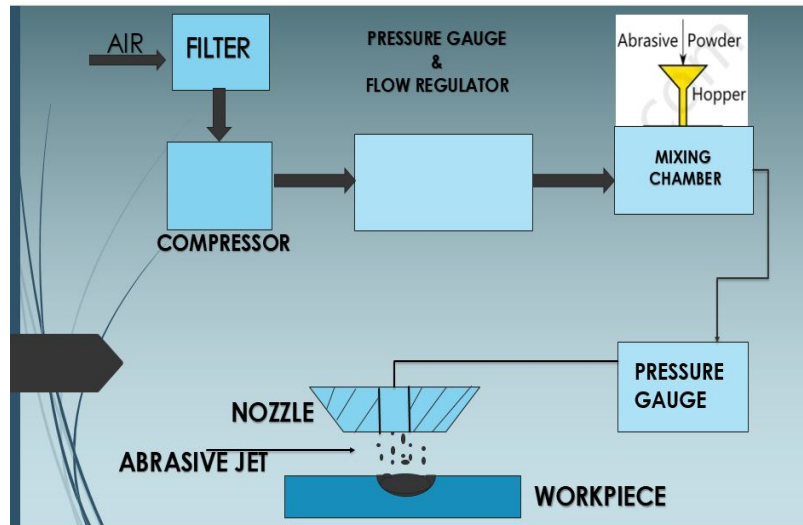 AIR
FILTER
PRESSURE GAUGE
&
FLOW REGULATOR
Abrasive Powder
Hopper
MIXING
CHAMBER
COMPRESSOR
PRESSURE
GAUGE
NOZZLE
ABRASIVE JET
WORKPIECE